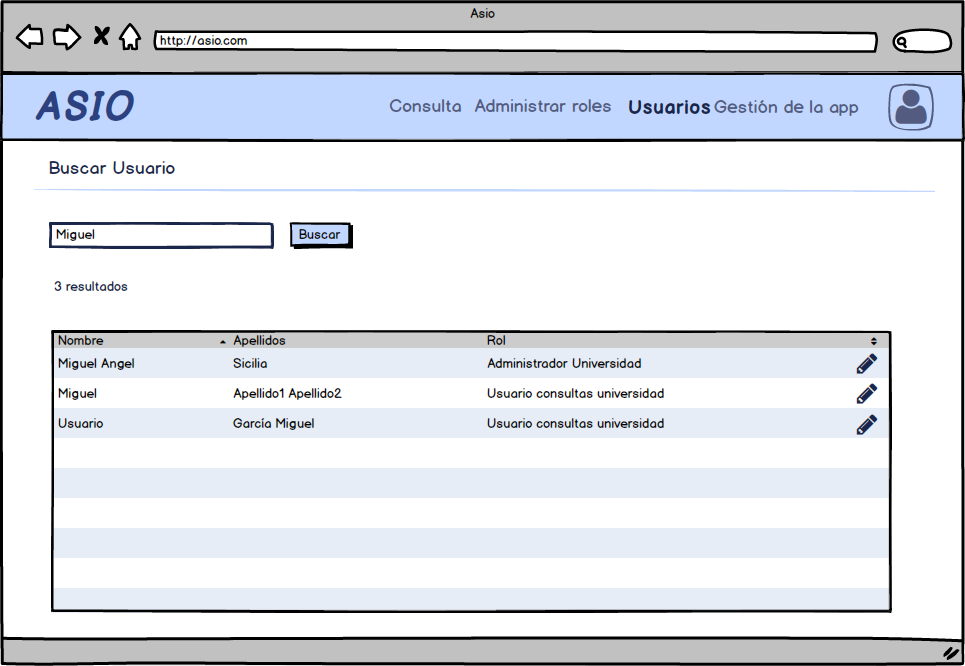 Asio
http://asio.com
ASIO Consulta Administrar roles Usuarios Gestión de la app
Buscar Usuario
Miguel Buscar
3 resultados
Nombre Apellidos Rol
Miguel Angel Sicilia Administrador Universidad
Miguel Apellido1 Apellido2 Usuario consultas universidad
Usuario García Miguel Usuario consultas universidad